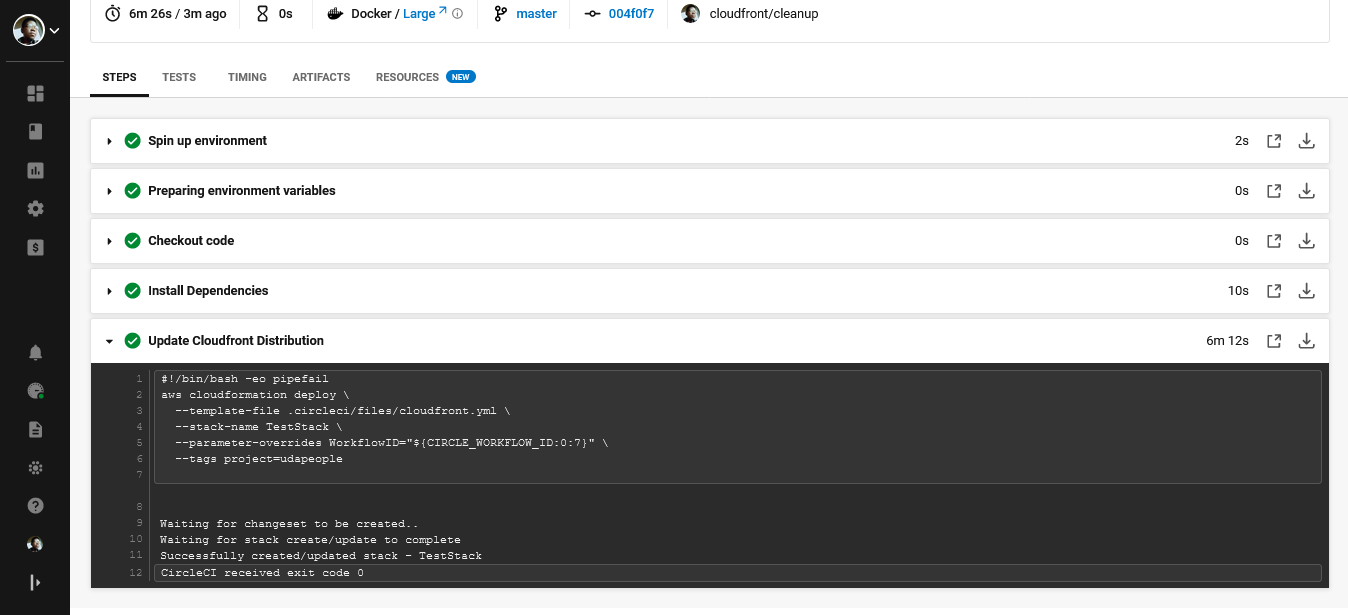 6m 26s / 3m ago
0s
Docker / Large
master
004f0f7
cloudfront/cleanup
STEPS
TESTS
TIMING
ARTIFACTS
RESOURCES NEW
Spin up environment 2s
Preparing environment variables 0s
Checkout code 0s
Install Dependencies 10s
Update Cloudfront Distribution 6m 12s
1 #!/bin/bash -eo pipefail
2 aws cloudformation deploy \
3 --template-file .circleci/files/cloudfront.yml \
4 --stack-name TestStack \
5 --parameter-overrides WorkflowID="${CIRCLE_WORKFLOW_ID:0:7}" \
6 --tags project=udapeople
7
8
9 Waiting for changeset to be created..
10 Waiting for stack create/update to complete
11 Successfully created/updated stack - TestStack
12 CircleCI received exit code 0